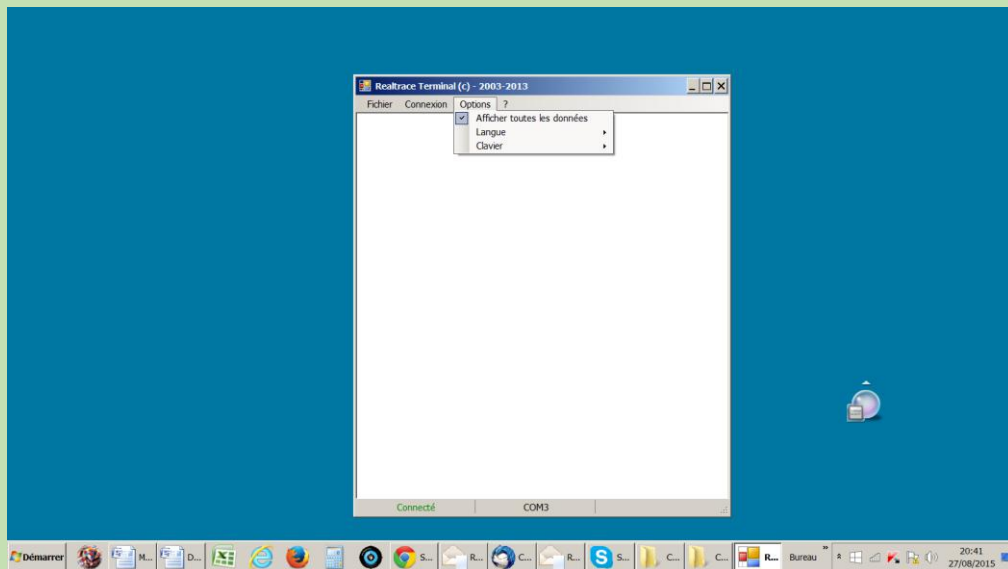 Realtrace Terminal (c) - 2003-2013
Fichier Connexion Options ?
Afficher toutes les données
Langue
Clavier
Connecté COM3
Démarrer M... D... S... R... C... R... S... C... C... R... Bureau » 20:41
27/08/2015